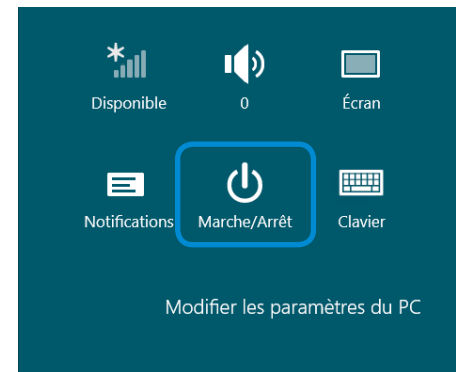 Disponible
0
Écran
Notifications
Marche/Arrêt
Clavier
Modifier les paramètres du PC